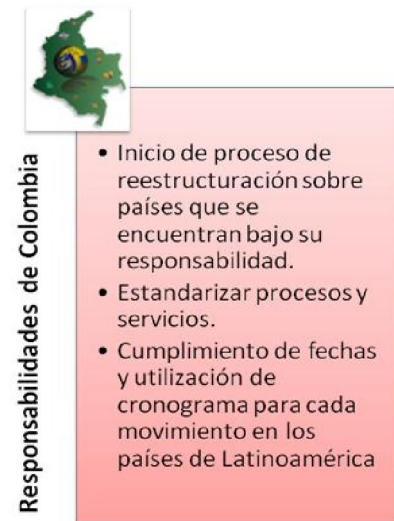 Responsabilidades de Colombia
• Inicio de proceso de
reestructuración sobre
países que se
encuentran bajo su
responsabilidad.
• Estandarizar procesos y
servicios.
• Cumplimiento de fechas
y utilización de
cronograma para cada
movimiento en los
países de Latinoamérica